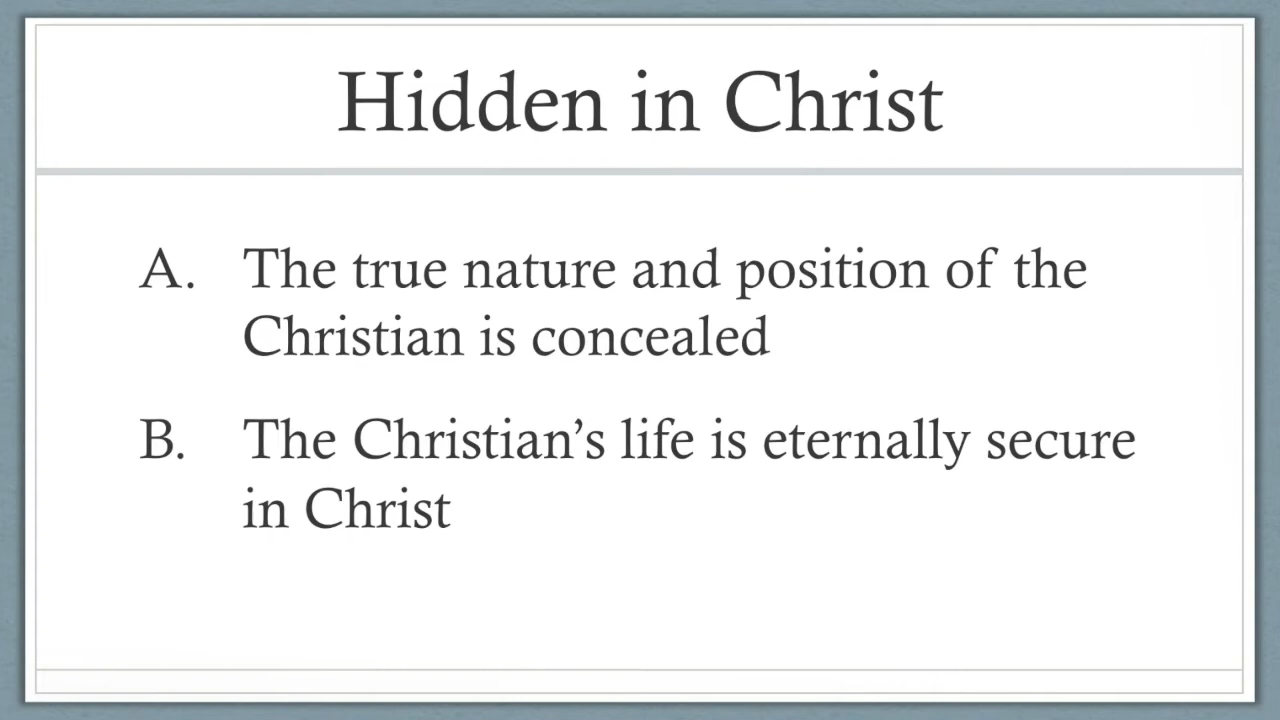 Hidden in Christ
A. The true nature and position of the
Christian is concealed
B. The Christian’s life is eternally secure
in Christ